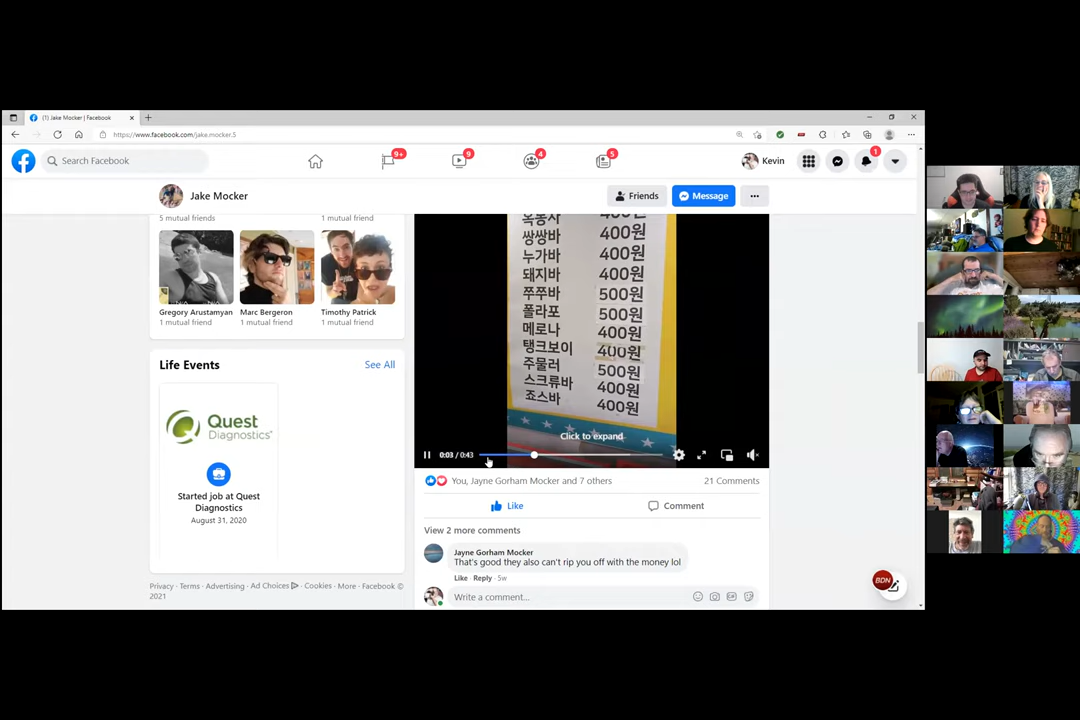 (1) Jake Mocker | Facebook
https://www.facebook.com/jake.mocker.5
Search Facebook
9+
9
4
5
Kevin
1
Jake Mocker
Friends
Message
5 mutual friends
1 mutual friend
Gregory Arustamyan
1 mutual friend
Marc Bergeron
1 mutual friend
Timothy Patrick
1 mutual friend
Life Events
See All
Quest
Diagnostics
Started job at Quest
Diagnostics
August 31, 2020
Privacy · Terms · Advertising · Ad Choices · Cookies · More · Facebook ©
2021
옥동자 400원
쌍쌍바 400원
누가바 400원
돼지바 400원
쭈쭈바 500원
폴라포 500원
메로나 400원
탱크보이 400원
주물러 500원
스크류바 400원
죠스바 400원
Click to expand
0:03 / 0:43
You, Jayne Gorham Mocker and 7 others
21 Comments
Like
Comment
View 2 more comments
Jayne Gorham Mocker
That's good they also can't rip you off with the money lol
Like · Reply · 5w
Write a comment...
BDN